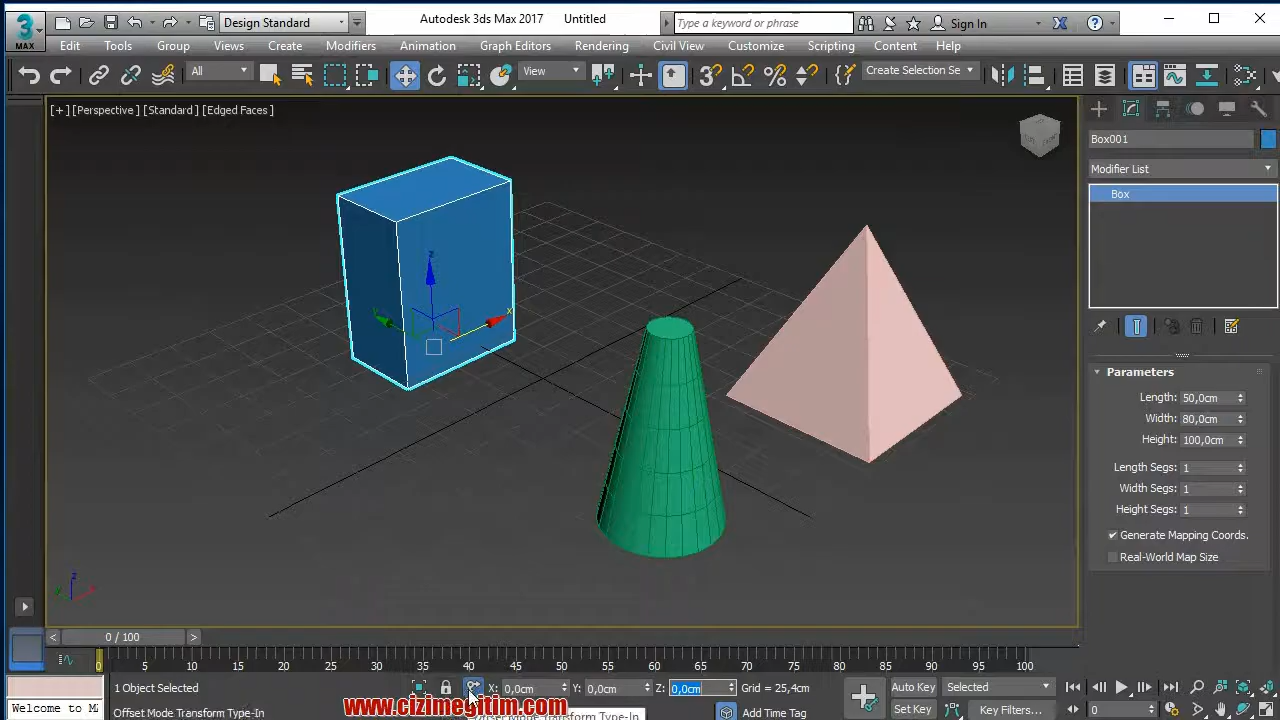 3 MAX Design Standard Autodesk 3ds Max 2017 Untitled Type a keyword or phrase Sign In
Edit Tools Group Views Create Modifiers Animation Graph Editors Rendering Civil View Customize Scripting Content Help
All View Create Selection Se
[+] [Perspective] [Standard] [Edged Faces]
Box001
Modifier List
Box
z
y x
Parameters
Length: 50,0cm
Width: 80,0cm
Height: 100,0cm
Length Segs: 1
Width Segs: 1
Height Segs: 1
Generate Mapping Coords.
Real-World Map Size
z
< 0 / 100 >
0 5 10 15 20 25 30 35 40 45 50 55 60 65 70 75 80 85 90 95 100
1 Object Selected X: 0,0cm Y: 0,0cm Z: 0,0cm Grid = 25,4cm Auto Key Selected
Welcome to M Offset Mode Transform Type-In Add Time Tag Set Key Key Filters... 0
www.cizimegitim.com
Offset Mode Transform Type-In